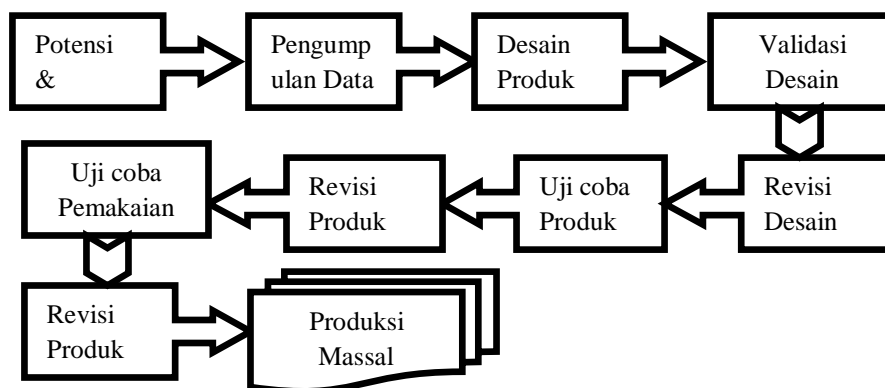 Potensi
&
Pengump
ulan Data
Desain
Produk
Validasi
Desain
Revisi
Desain
Uji coba
Produk
Revisi
Produk
Uji coba
Pemakaian
Revisi
Produk
Produksi
Massal